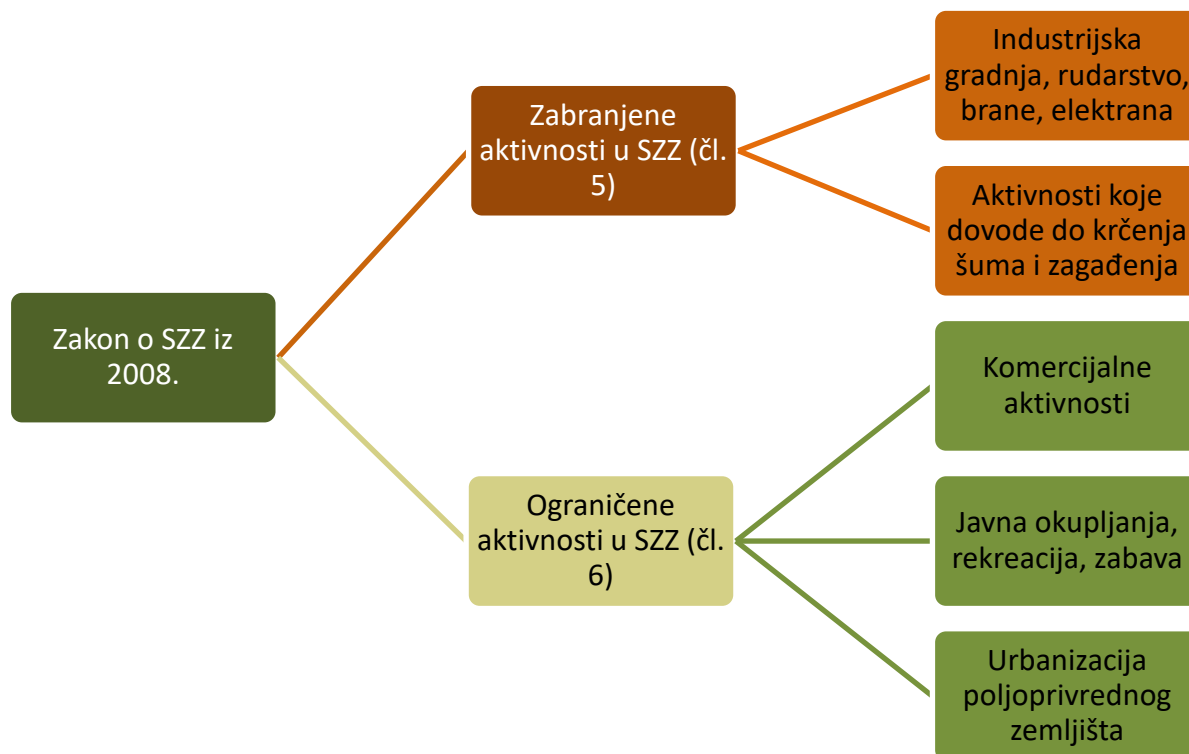 Zakon o SZZ iz
2008.
Zabranjene
aktivnosti u SZZ (čl.
5)
Industrijska
gradnja, rudarstvo,
brane, elektrana
Aktivnosti koje
dovode do krčenja
šuma i zagađenja
Ograničene
aktivnosti u SZZ (čl.
6)
Komercijalne
aktivnosti
Javna okupljanja,
rekreacija, zabava
Urbanizacija
poljoprivrednog
zemljišta